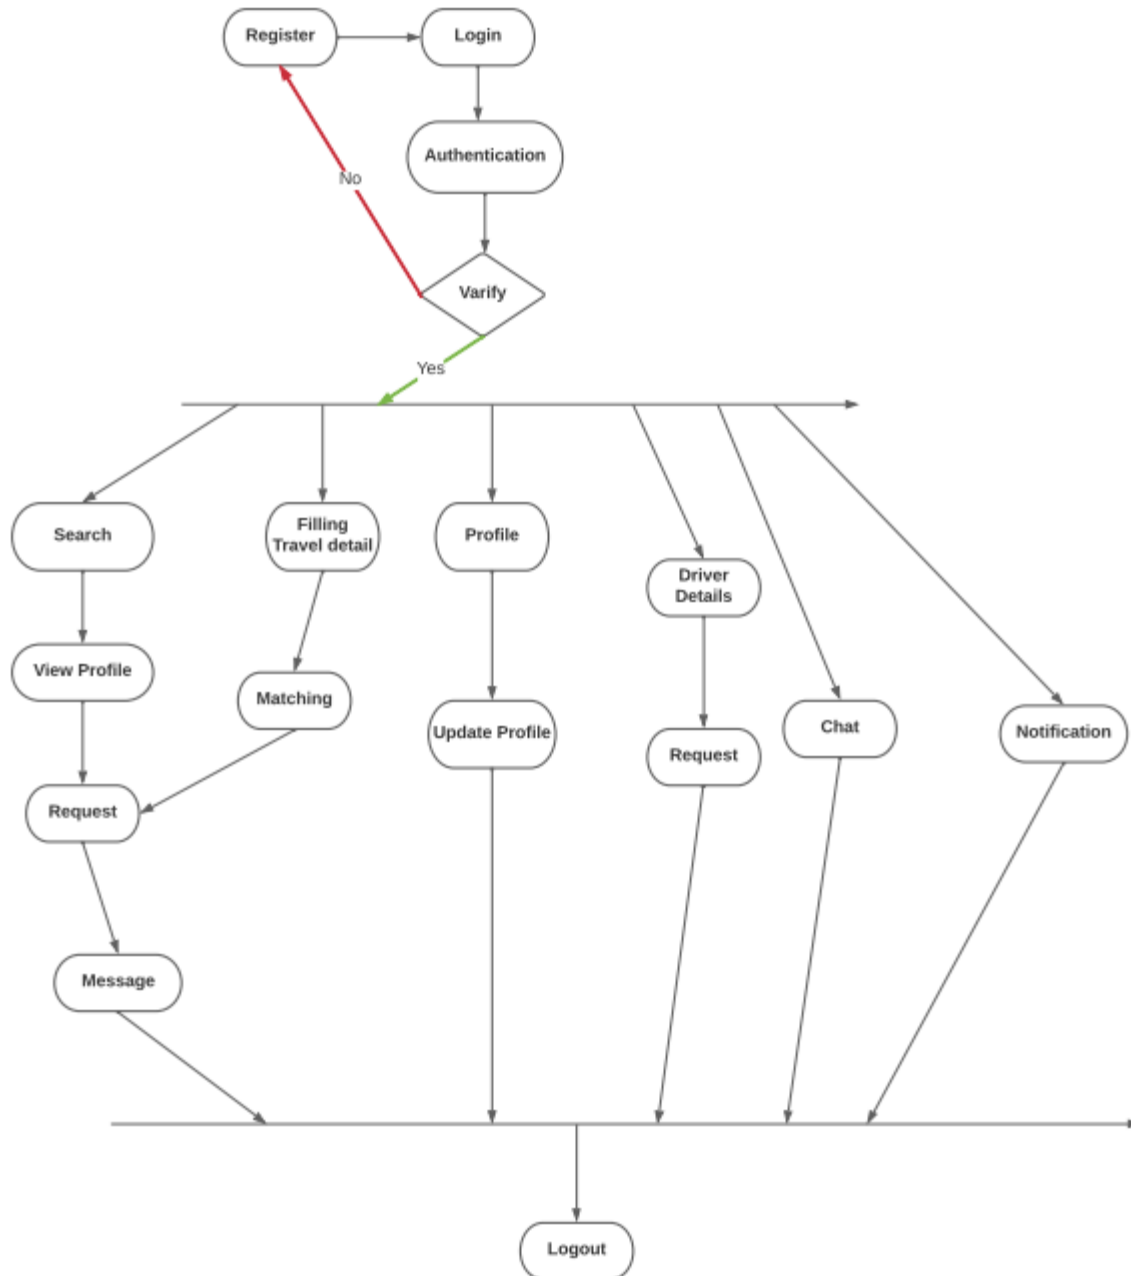 Register
Login
Authentication
No
Varify
Yes
Search
Filling
Travel detail
Profile
Driver
Details
View Profile
Matching
Update Profile
Request
Chat
Notification
Request
Message
Logout